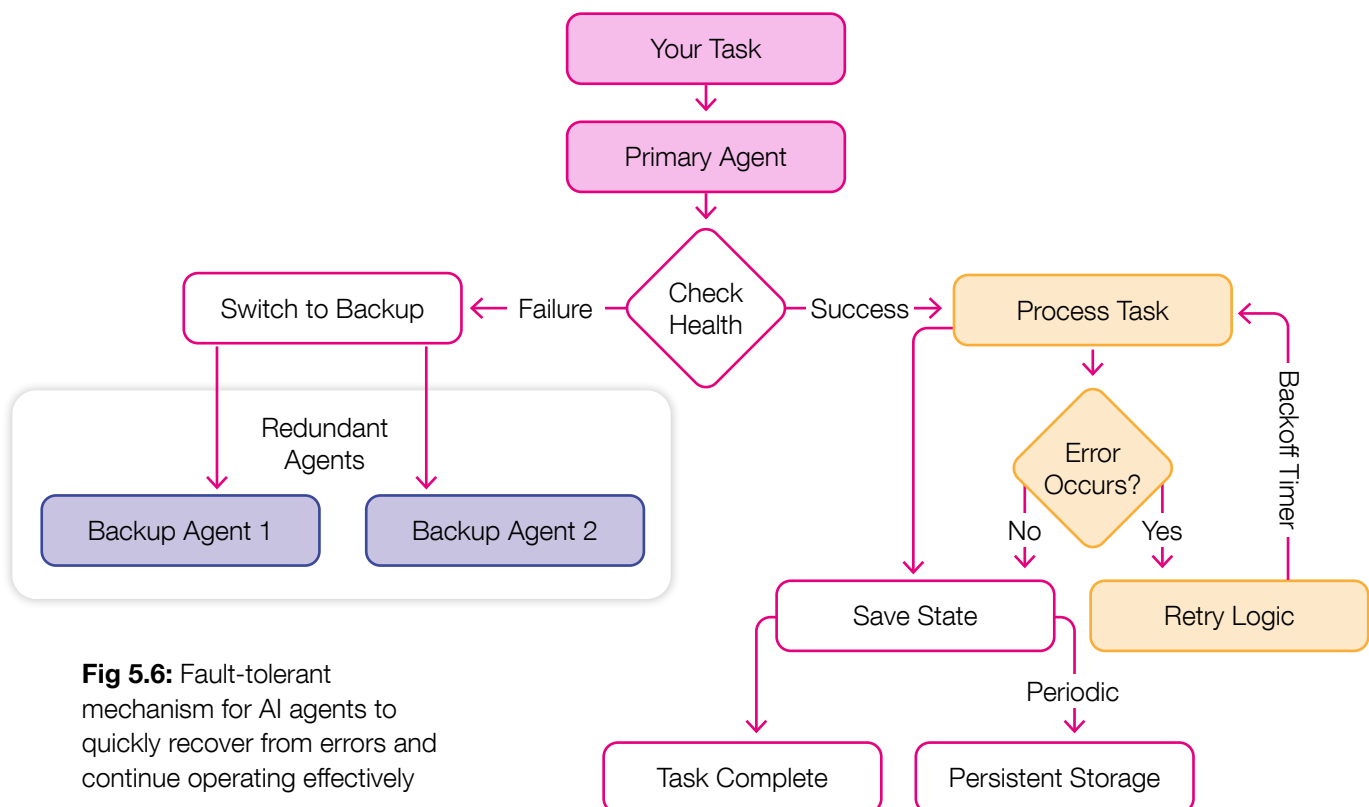 Your Task
Primary Agent
Check
Health
Failure
Success
Switch to Backup
Process Task
Redundant
Agents
Backup Agent 1
Backup Agent 2
Error
Occurs?
Backoff Timer
No
Yes
Save State
Retry Logic
Periodic
Task Complete
Persistent Storage
Fig 5.6: Fault-tolerant
mechanism for AI agents to
quickly recover from errors and
continue operating effectively